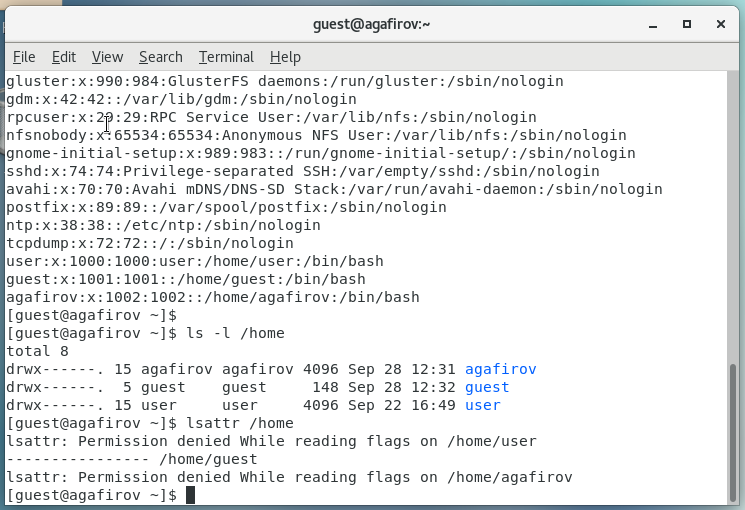 guest@agafirov:~
File Edit View Search Terminal Help
gluster:x:990:984:GlusterFS daemons:/run/gluster:/sbin/nologin
gdm:x:42:42::/var/lib/gdm:/sbin/nologin
rpcuser:x:29:29:RPC Service User:/var/lib/nfs:/sbin/nologin
nfsnobody:x:65534:65534:Anonymous NFS User:/var/lib/nfs:/sbin/nologin
gnome-initial-setup:x:989:983::/run/gnome-initial-setup/:/sbin/nologin
sshd:x:74:74:Privilege-separated SSH:/var/empty/sshd:/sbin/nologin
avahi:x:70:70:Avahi mDNS/DNS-SD Stack:/var/run/avahi-daemon:/sbin/nologin
postfix:x:89:89::/var/spool/postfix:/sbin/nologin
ntp:x:38:38::/etc/ntp:/sbin/nologin
tcpdump:x:72:72::/:/sbin/nologin
user:x:1000:1000:user:/home/user:/bin/bash
guest:x:1001:1001::/home/guest:/bin/bash
agafirov:x:1002:1002::/home/agafirov:/bin/bash
[guest@agafirov ~]$
[guest@agafirov ~]$ ls -l /home
total 8
drwx------. 15 agafirov agafirov 4096 Sep 28 12:31 agafirov
drwx------.  5 guest    guest     148 Sep 28 12:32 guest
drwx------. 15 user     user     4096 Sep 22 16:49 user
[guest@agafirov ~]$ lsattr /home
lsattr: Permission denied While reading flags on /home/user
---------------- /home/guest
lsattr: Permission denied While reading flags on /home/agafirov
[guest@agafirov ~]$